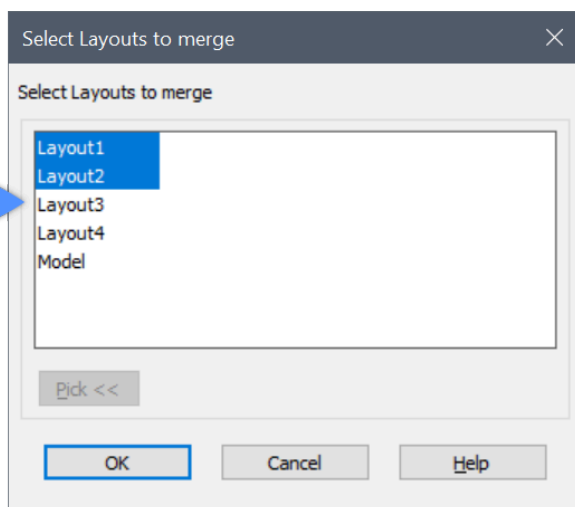 Select Layouts to merge
Select Layouts to merge
Layout1
Layout2
Layout3
Layout4
Model
Pick <<
OK Cancel Help